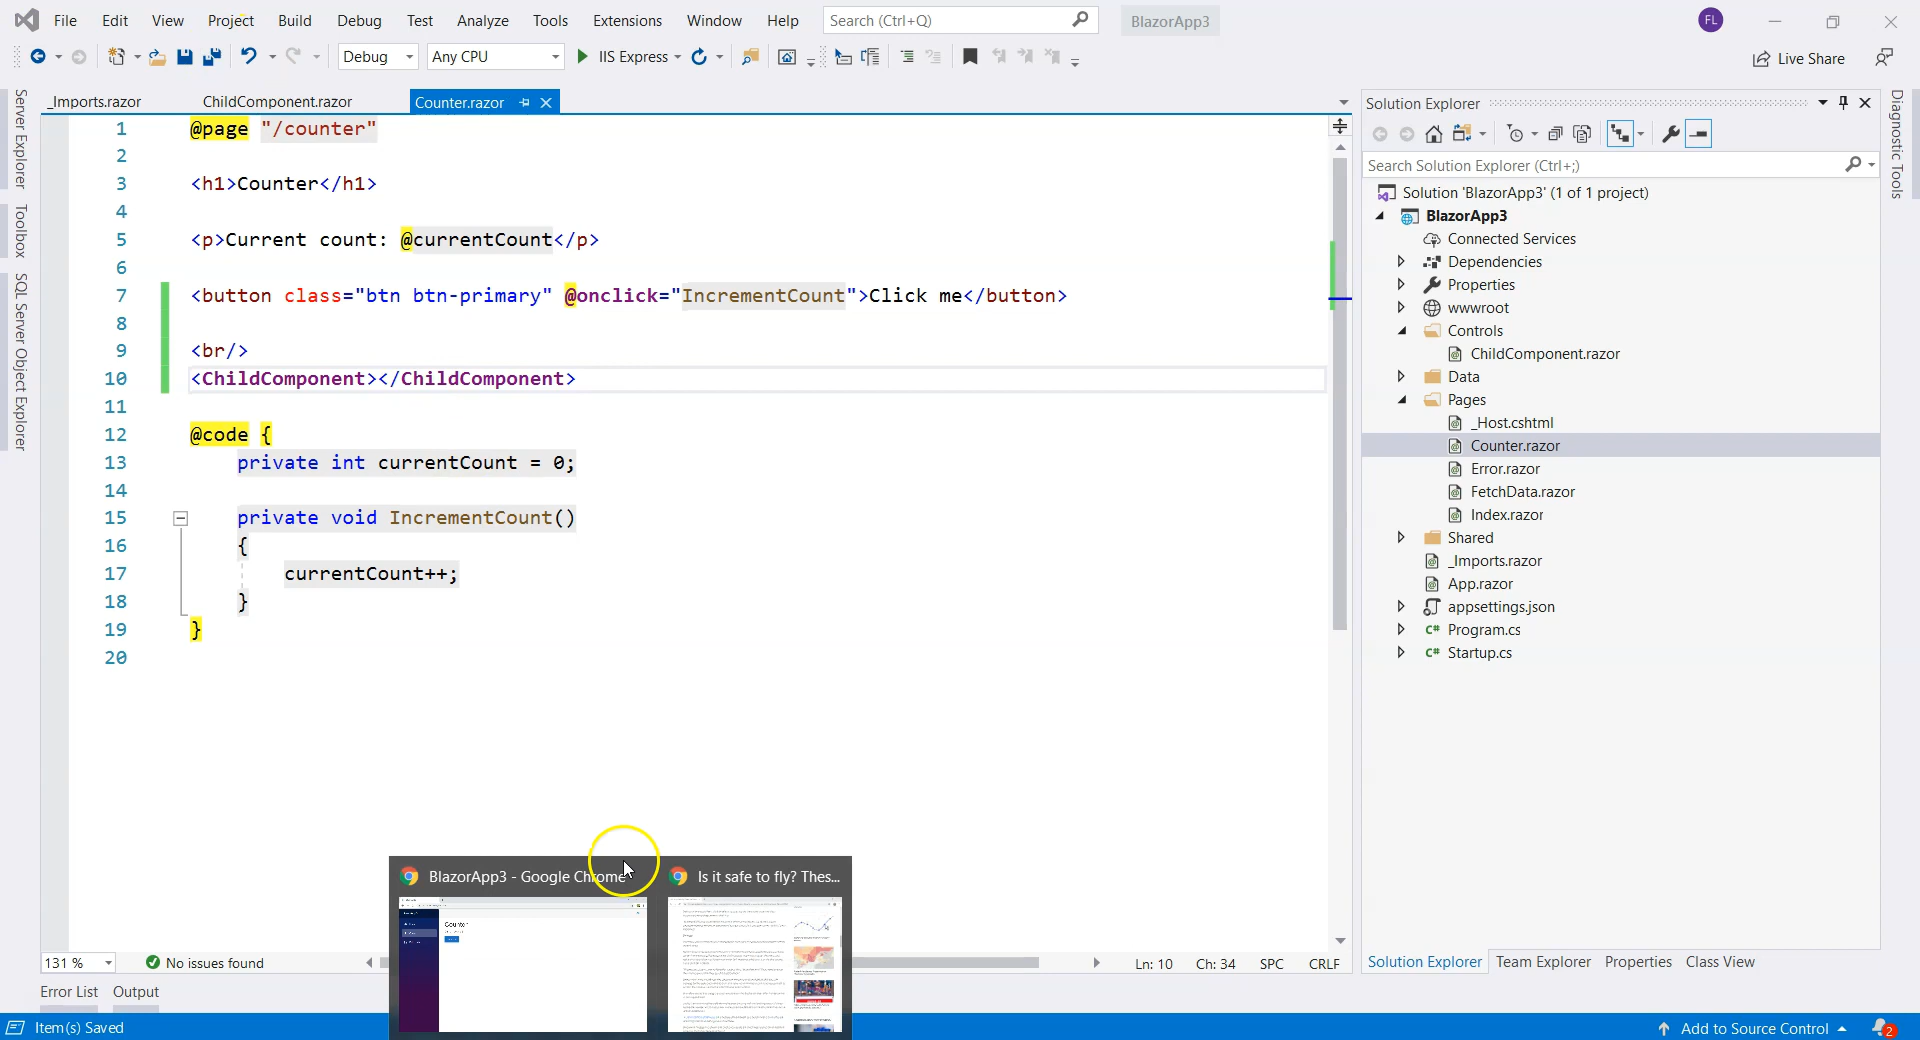 File Edit View Project Build Debug Test Analyze Tools Extensions Window Help Search (Ctrl+Q) BlazorApp3 FL
Debug Any CPU IIS Express Live Share
_Imports.razor ChildComponent.razor Counter.razor
Server Explorer
Toolbox
SQL Server Object Explorer
1 @page "/counter"
2
3 <h1>Counter</h1>
4
5 <p>Current count: @currentCount</p>
6
7 <button class="btn btn-primary" @onclick="IncrementCount">Click me</button>
8
9 <br/>
10 <ChildComponent></ChildComponent>
11
12 @code {
13 private int currentCount = 0;
14
15 private void IncrementCount()
16 {
17 currentCount++;
18 }
19 }
20
Solution Explorer
Search Solution Explorer (Ctrl+;)
Solution 'BlazorApp3' (1 of 1 project)
BlazorApp3
Connected Services
Dependencies
Properties
wwwroot
Controls
ChildComponent.razor
Data
Pages
_Host.cshtml
Counter.razor
Error.razor
FetchData.razor
Index.razor
Shared
_Imports.razor
App.razor
appsettings.json
C# Program.cs
C# Startup.cs
Diagnostic Tools
BlazorApp3 - Google Chrome Is it safe to fly? Thes...
Counter
131 % No issues found Ln: 10 Ch: 34 SPC CRLF
Solution Explorer Team Explorer Properties Class View
Error List Output
Item(s) Saved Add to Source Control 2